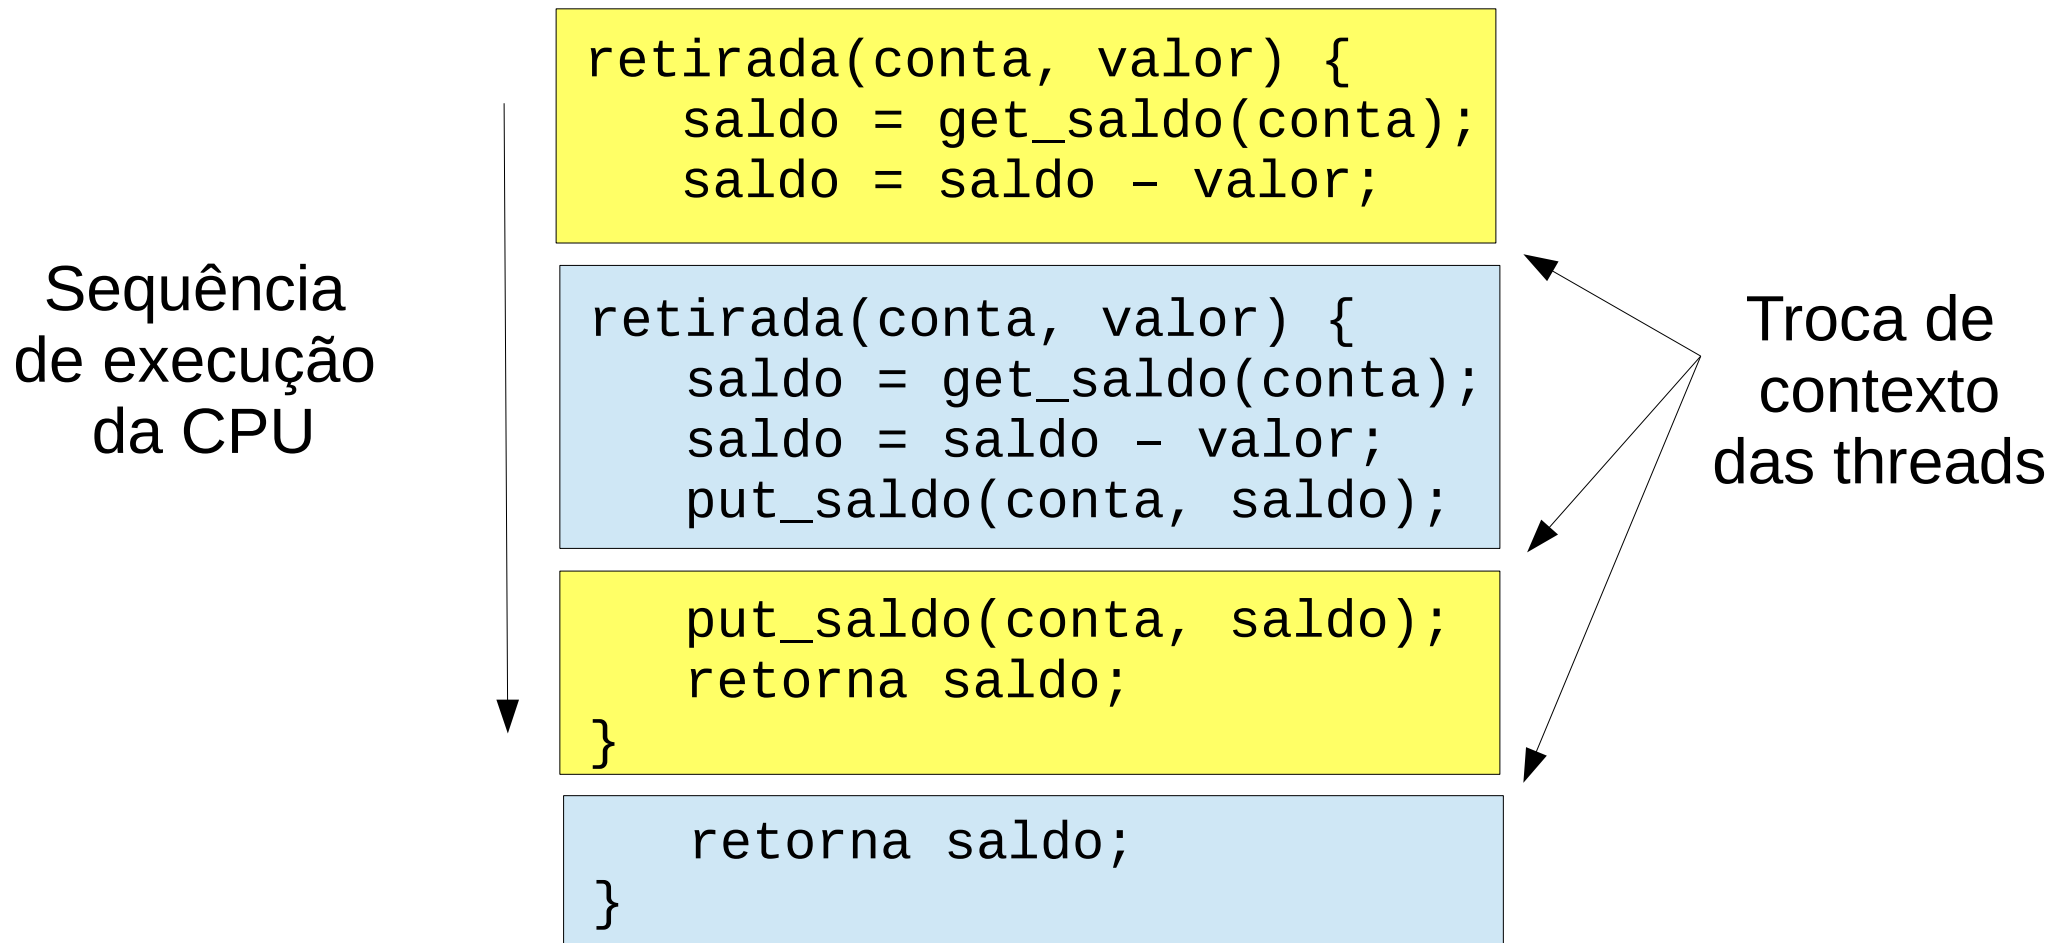 retirada(conta, valor) {
saldo = get_saldo(conta);
saldo = saldo – valor;
Sequência
de execução
da CPU
retirada(conta, valor) {
saldo = get_saldo(conta);
saldo = saldo – valor;
put_saldo(conta, saldo);
Troca de
contexto
das threads
put_saldo(conta, saldo);
retorna saldo;
}
retorna saldo;
}